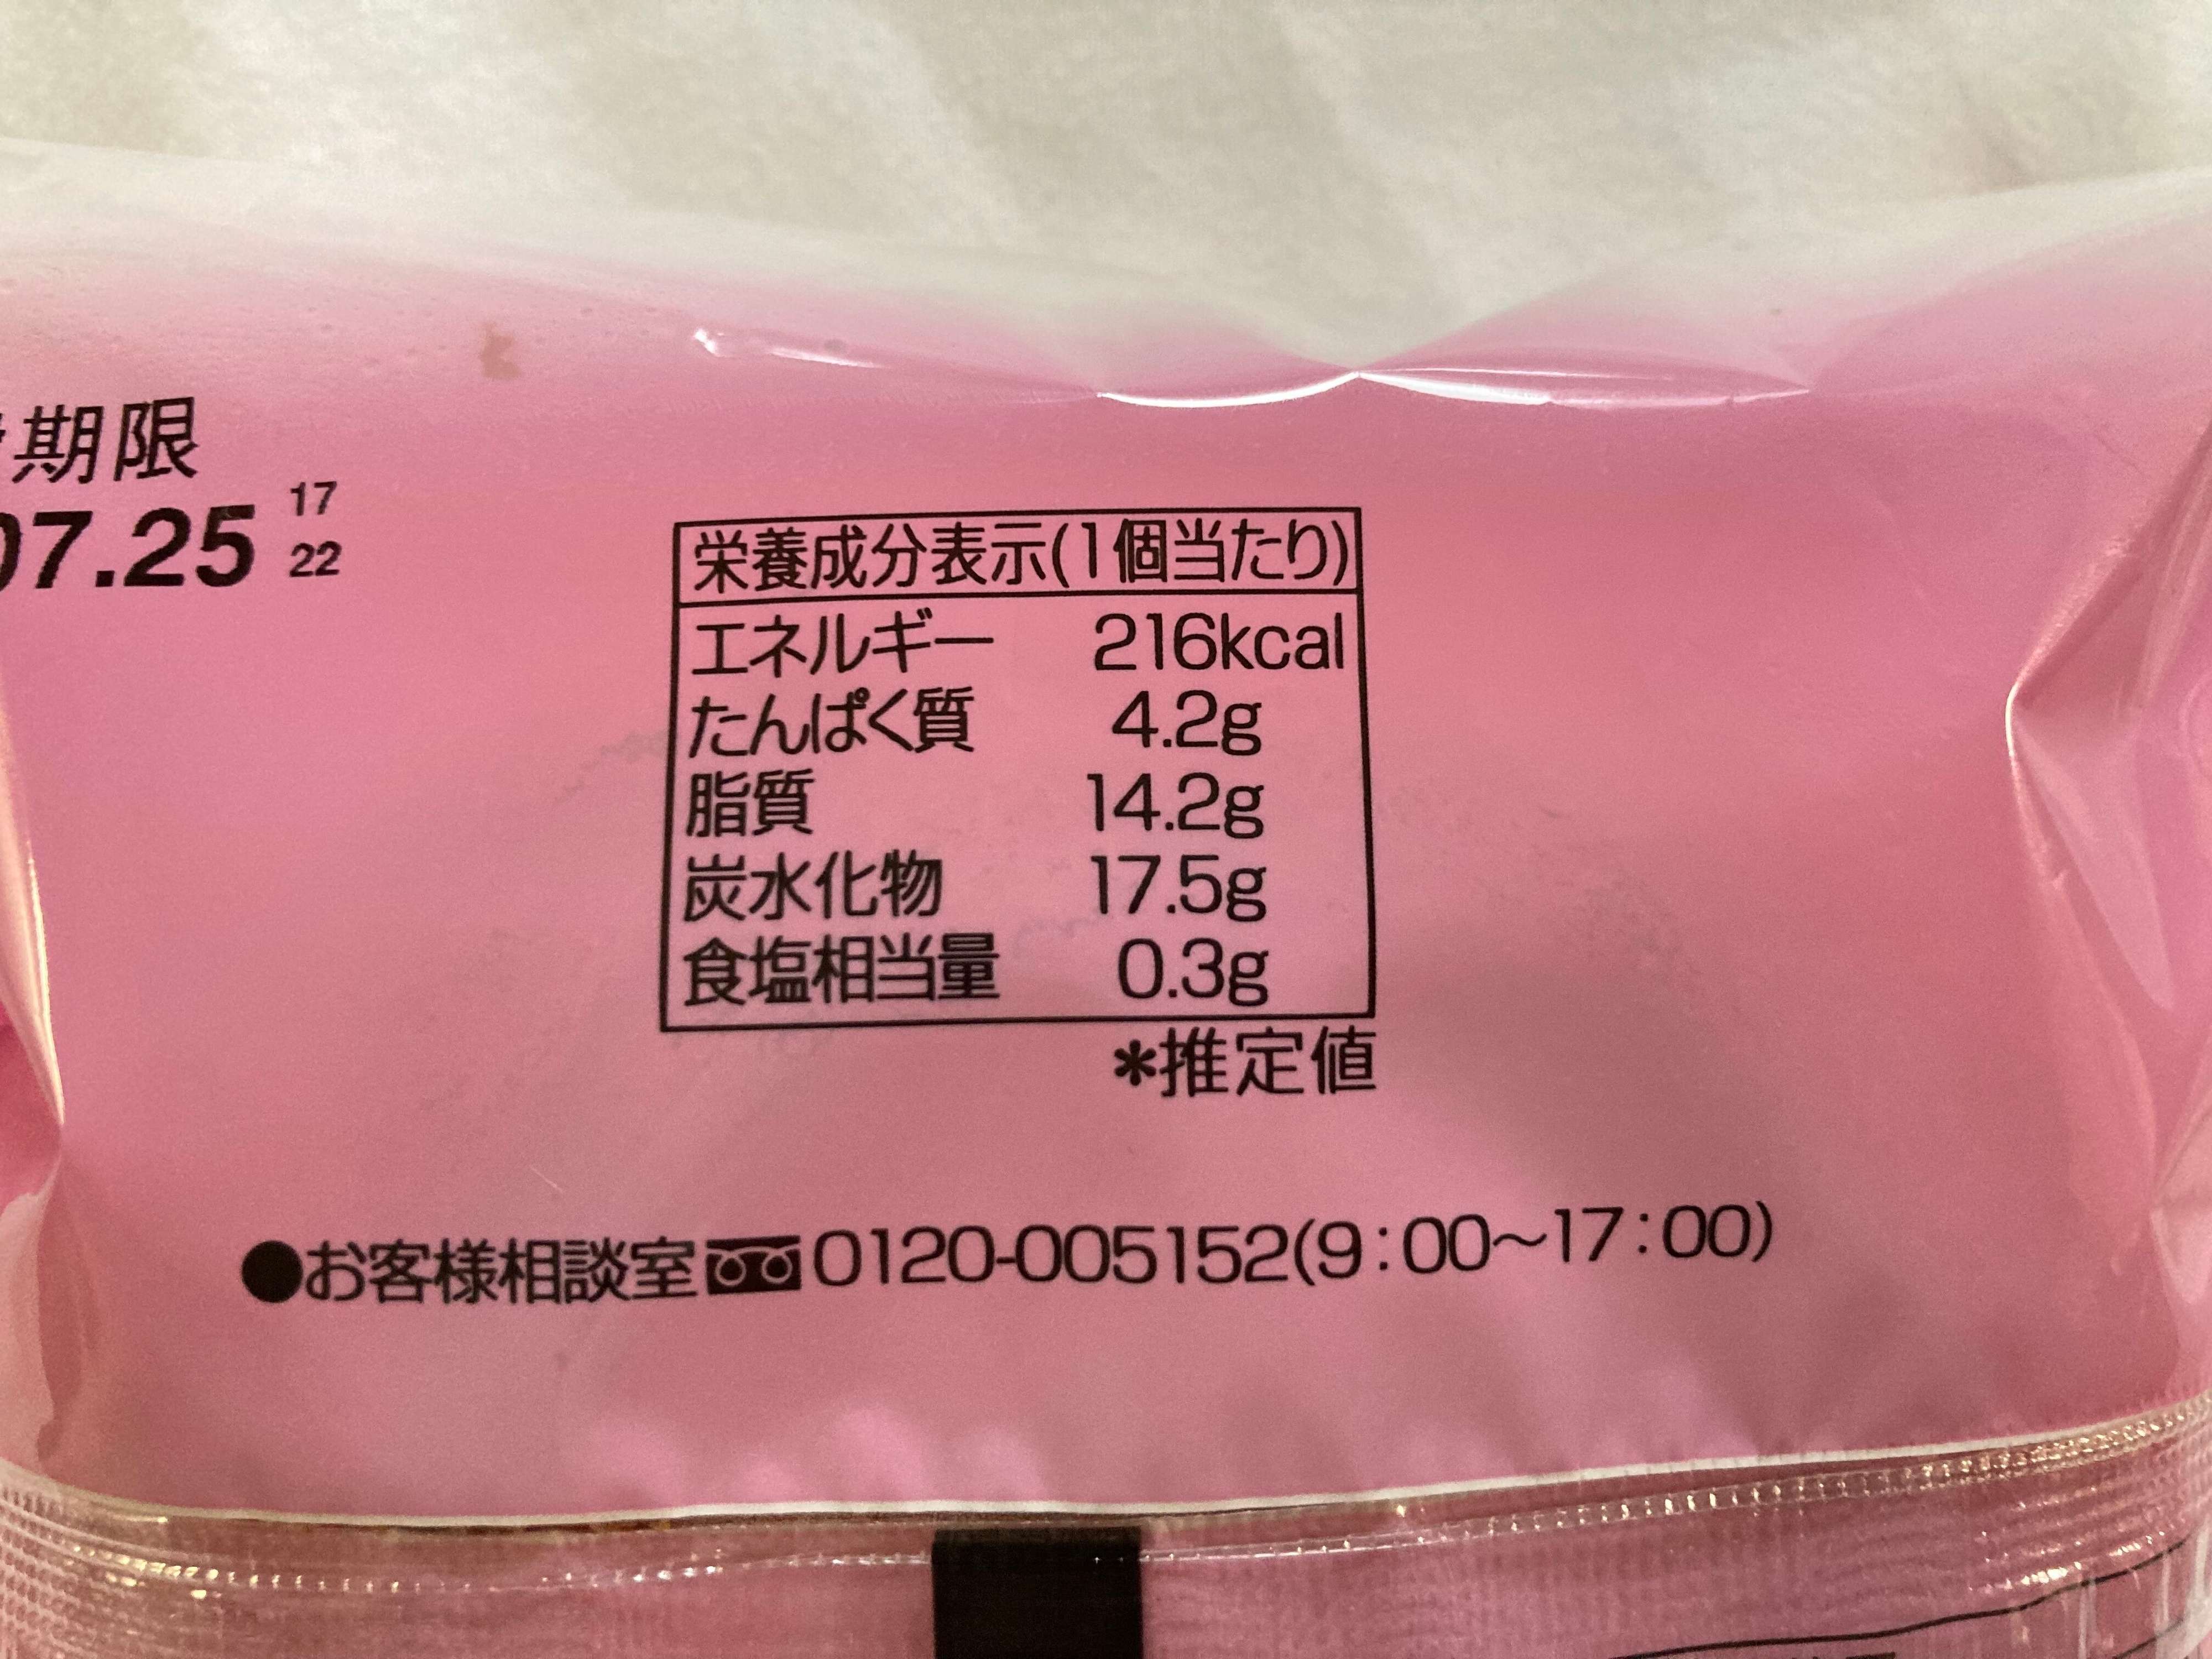 期限
07.25
17
22
栄養成分表示(1個当たり)
エネルギー 216kcal
たんぱく質 4.2g
脂質 14.2g
炭水化物 17.5g
食塩相当量 0.3g
*推定値
●お客様相談室 0120-005152(9:00〜17:00)